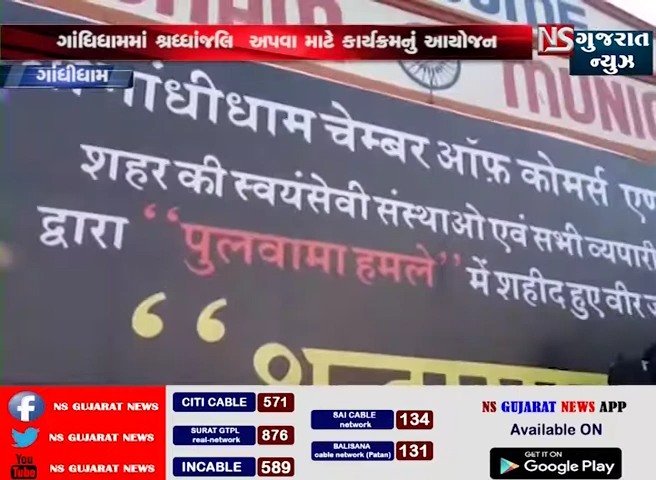 ગાંધિધામમાં શ્રધ્ધાંજલિ અપવા માટે કાર્યક્રમનું આયોજન
NS ગુજરાત ન્યુઝ
ગાંધીધામ
गांधीधाम चेम्बर ऑफ़ कोमर्स
शहर की स्वयंसेवी संस्थाओ एवं सभी व्यापारी
द्वारा “पुलवामा हमले” में शहीद हुए वीर
“
NS GUJARAT NEWS
NS GUJARAT NEWS
You Tube NS GUJARAT NEWS
CITI CABLE 571
SURAT GTPL real-network 876
INCABLE 589
SAI CABLE network 134
BALISANA cable network (Patan) 131
NS GUJARAT NEWS APP
Available ON
GET IT ON
Google Play